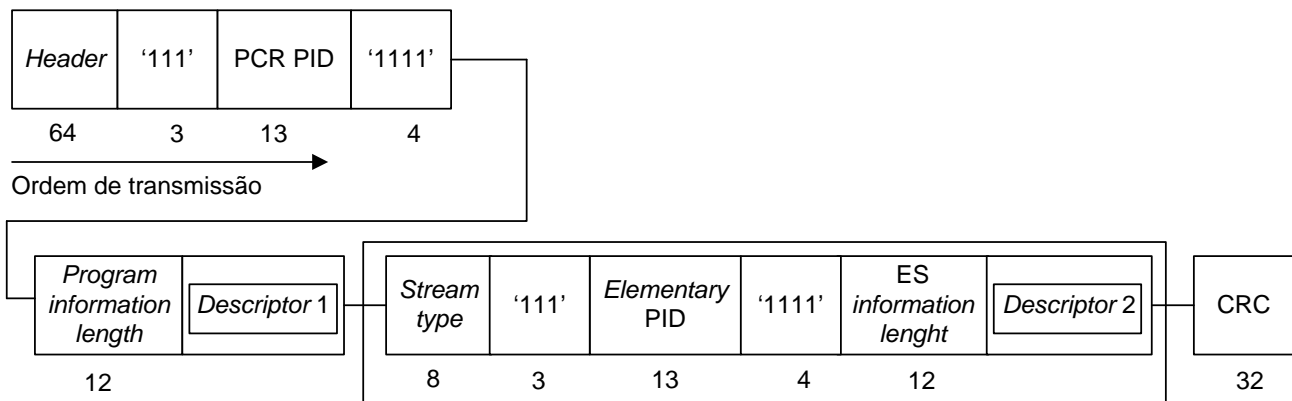 Header ‘111’ PCR PID ‘1111’
64 3 13 4
Ordem de transmissão
Program information length Descriptor 1 Stream type ‘111’ Elementary PID ‘1111’ ES information lenght Descriptor 2 CRC
12 8 3 13 4 12 32